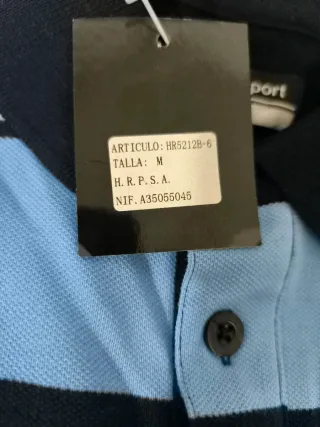 port
ARTICULO: HR5212B-6
TALLA: M
H.R.P.S.A.
NIF. A35055045